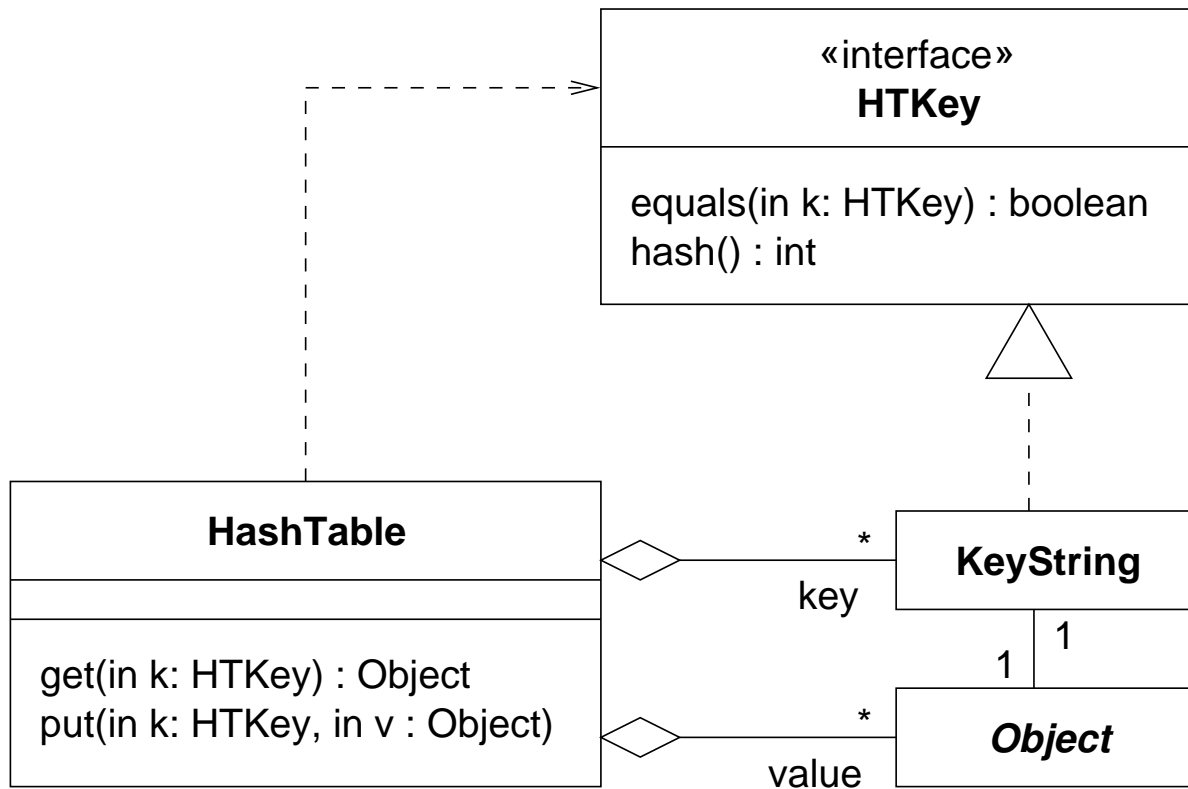 «interface»
HTKey
equals(in k: HTKey) : boolean
hash() : int
HashTable
get(in k: HTKey) : Object
put(in k: HTKey, in v : Object)
*
key
KeyString
1
1
*
value
Object